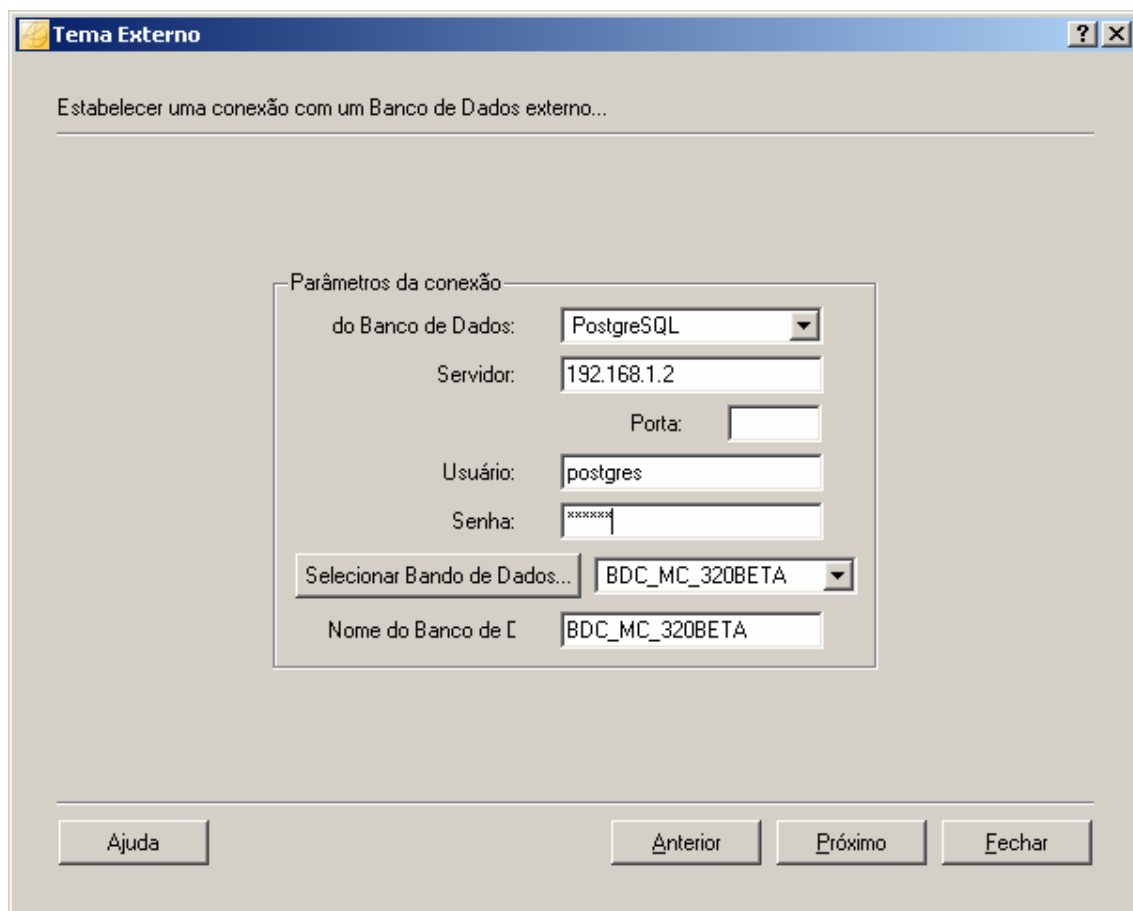 Tema Externo
Estabelecer uma conexão com um Banco de Dados externo...
Parâmetros da conexão
do Banco de Dados: PostgreSQL
Servidor: 192.168.1.2
Porta:
Usuário: postgres
Senha: ******
Selecionar Bando de Dados... BDC_MC_320BETA
Nome do Banco de D BDC_MC_320BETA
Ajuda Anterior Próximo Fechar